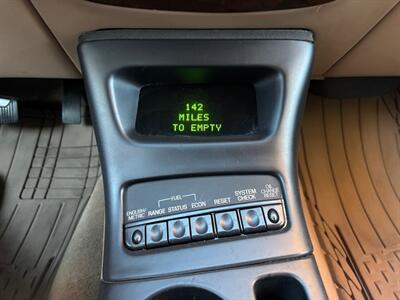 142
MILES
TO EMPTY
FUEL
ENGLISH/
METRIC
RANGE
STATUS
ECON
RESET
SYSTEM
CHECK
OIL
CHANGE
RESET